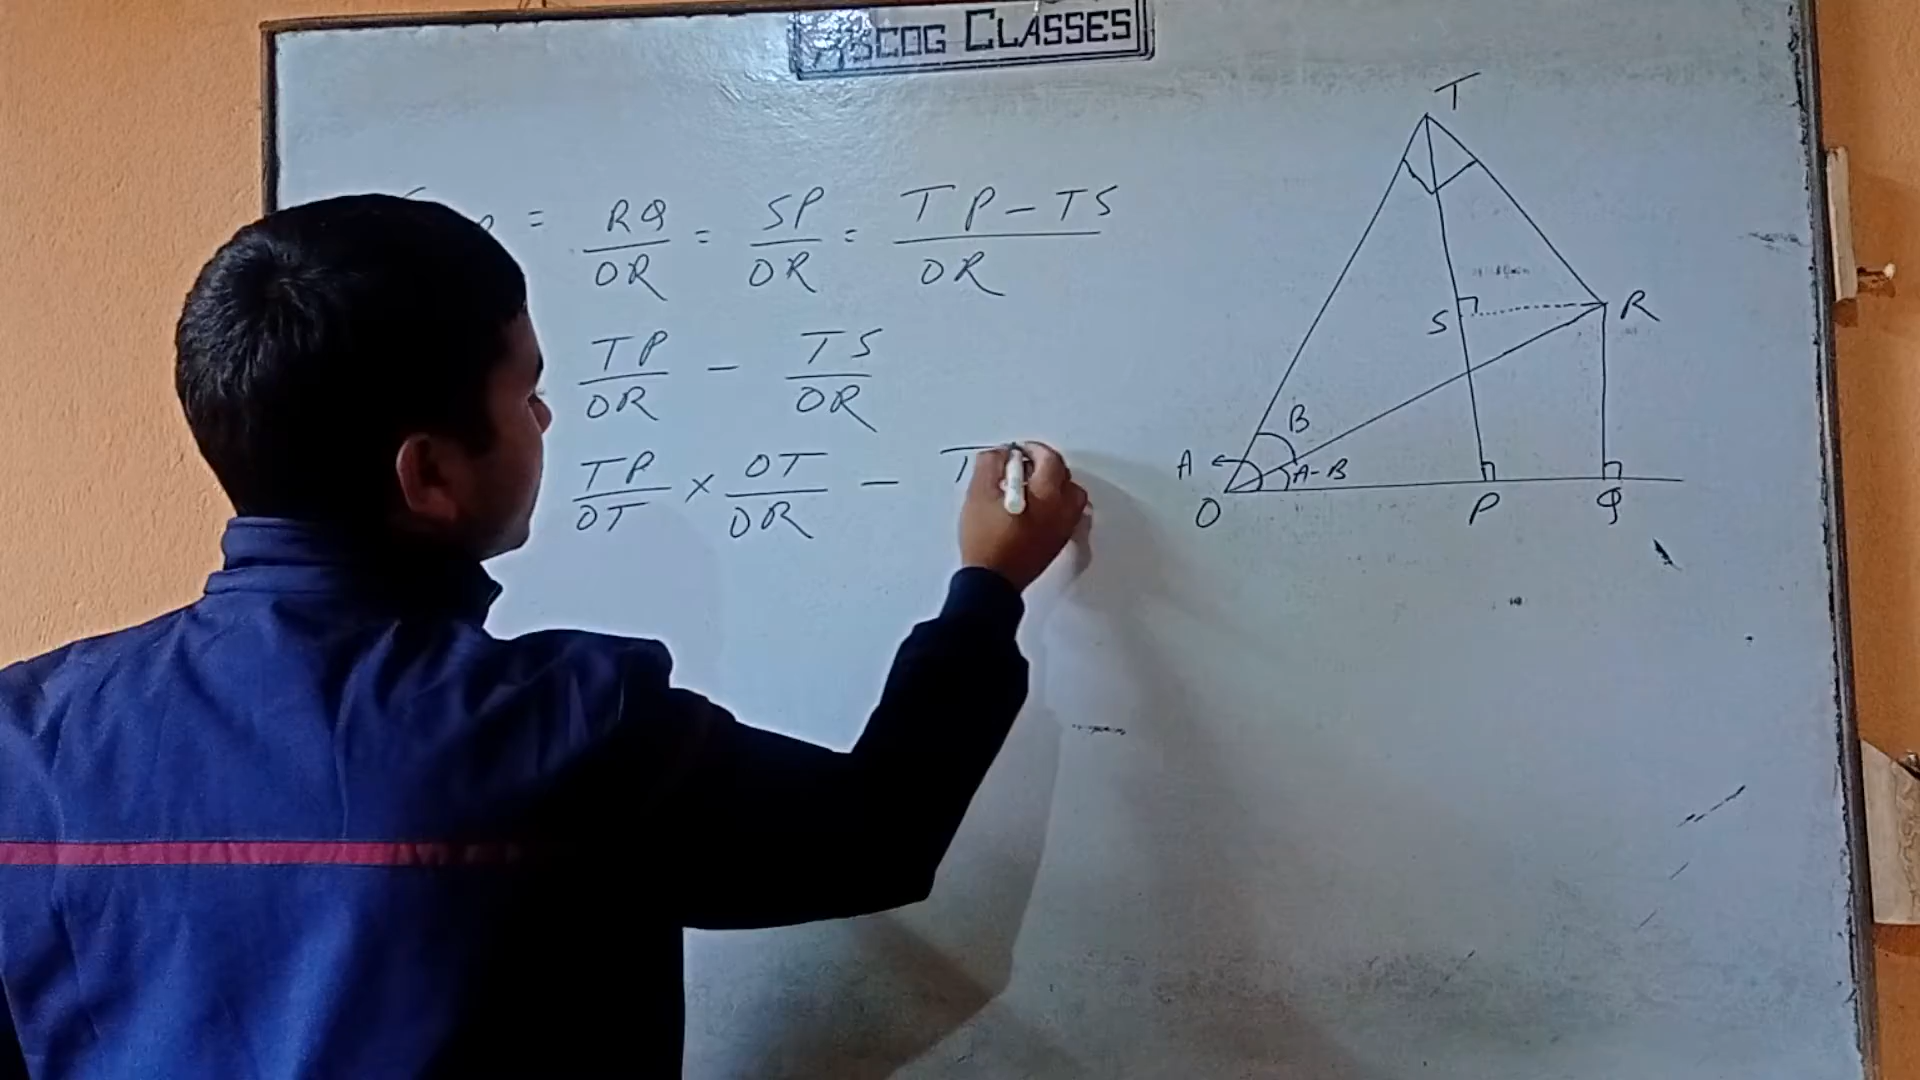 CLASSES
= RQ/OR = SP/OR = TP-TS/OR
TP/OR - TS/OR
TP/OT × OT/OR - T
T
S
R
B
A
A-B
O
P
Q